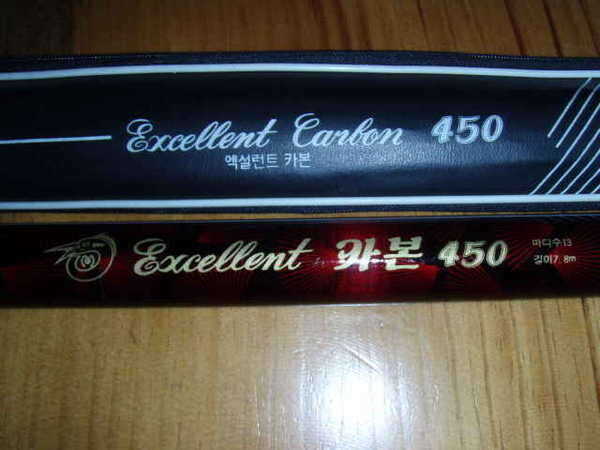 Excellent Carbon 450
엑설런트 카본
Excellent 카본 450
마디수13
길이7.8m